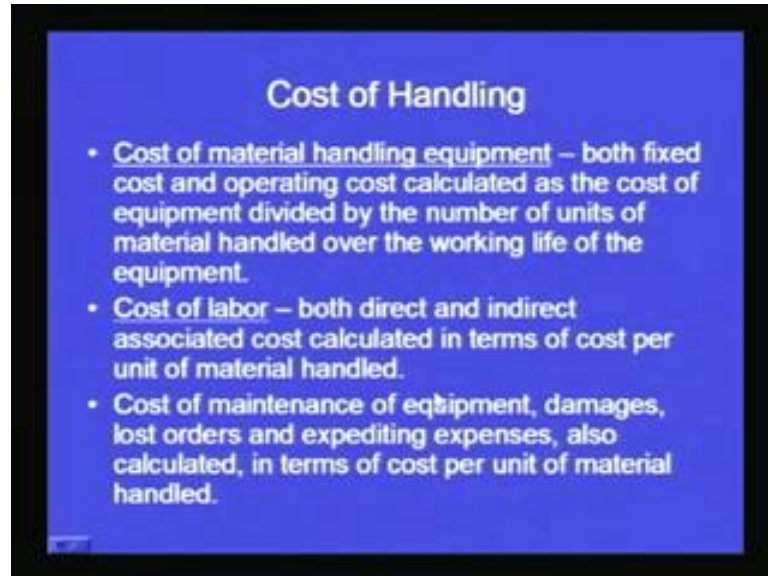 Cost of Handling
• Cost of material handling equipment – both fixed
cost and operating cost calculated as the cost of
equipment divided by the number of units of
material handled over the working life of the
equipment.
• Cost of labor – both direct and indirect
associated cost calculated in terms of cost per
unit of material handled.
• Cost of maintenance of equipment, damages,
lost orders and expediting expenses, also
calculated, in terms of cost per unit of material
handled.